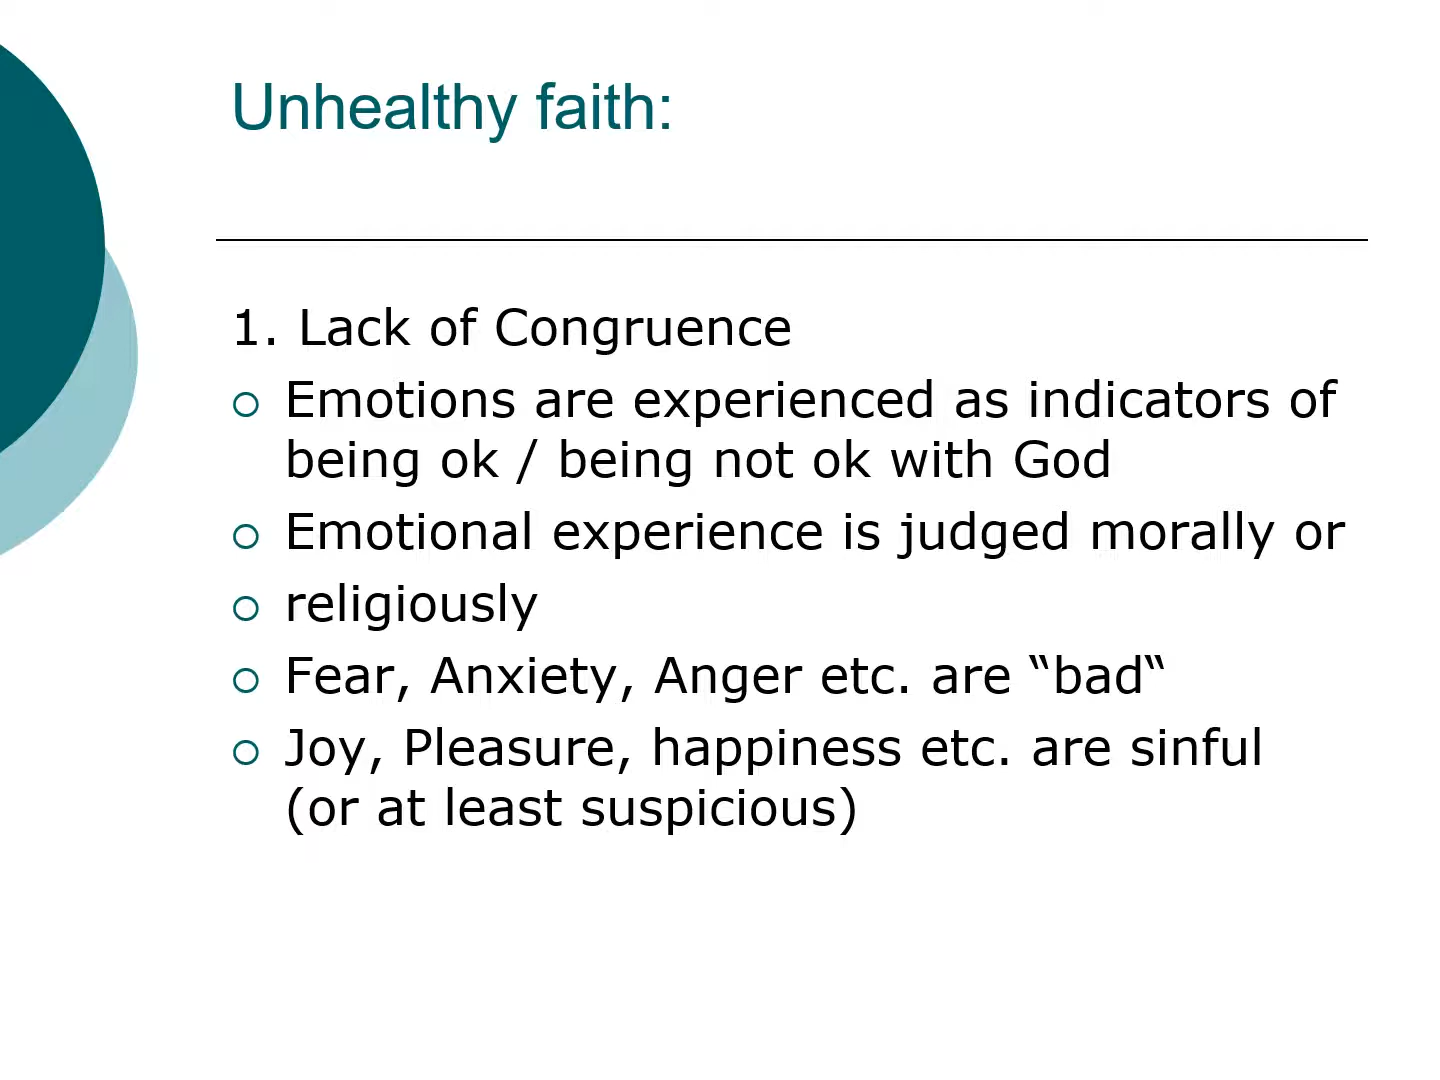 Unhealthy faith:
1. Lack of Congruence
Emotions are experienced as indicators of
being ok / being not ok with God
Emotional experience is judged morally or
religiously
Fear, Anxiety, Anger etc. are “bad“
Joy, Pleasure, happiness etc. are sinful
(or at least suspicious)